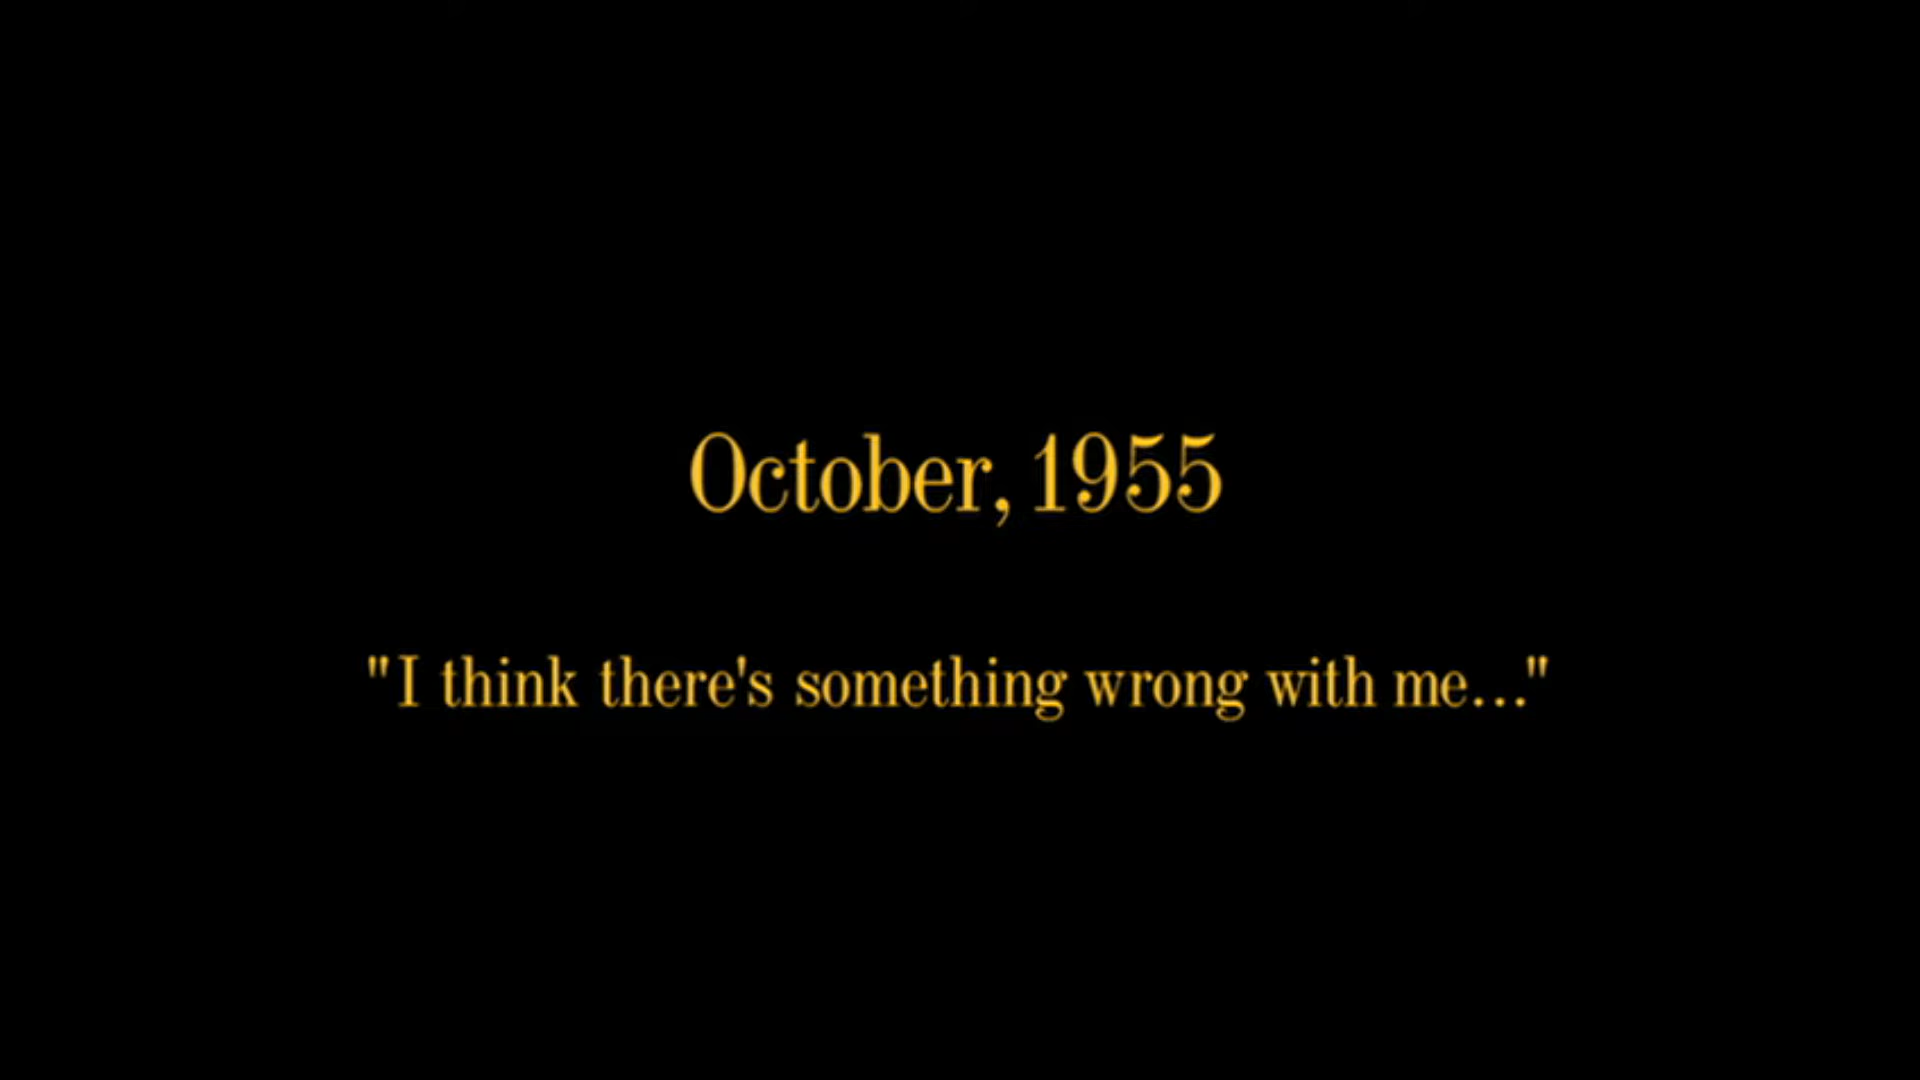 October, 1955
"I think there's something wrong with me..."